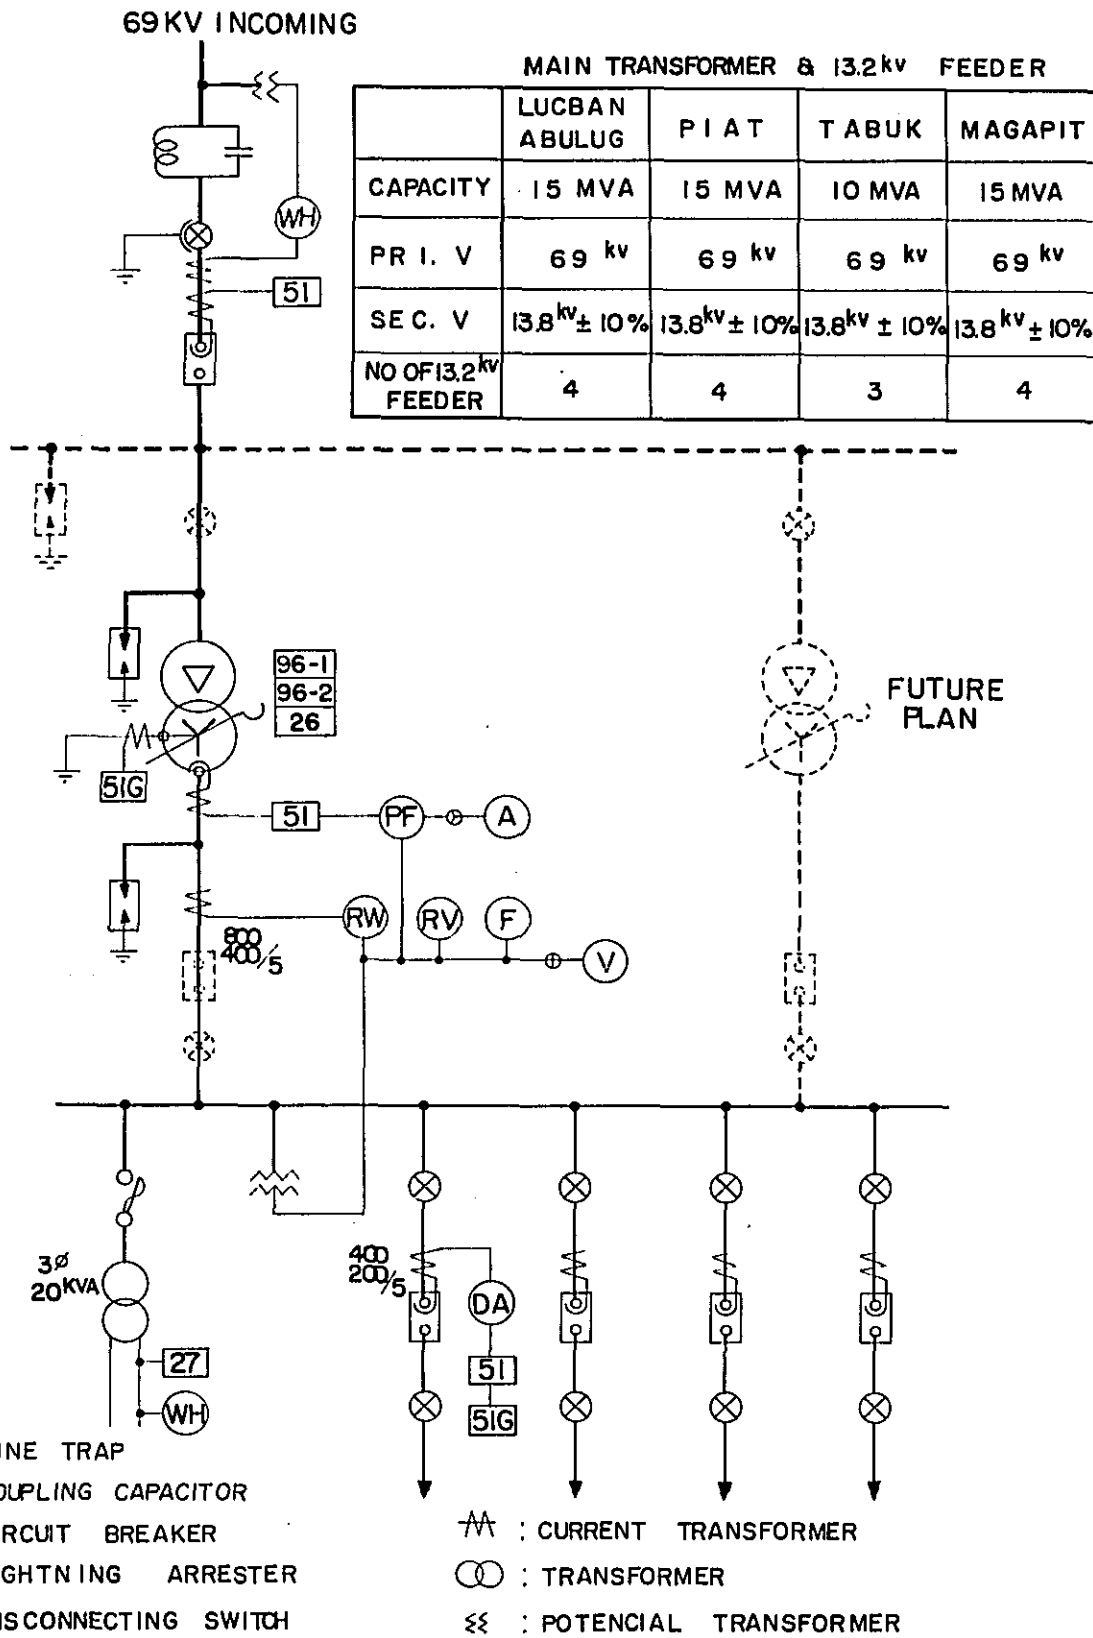 69KV INCOMING
MAIN TRANSFORMER & 13.2kv FEEDER
LUCBAN ABULUG PIAT TABUK MAGAPIT
CAPACITY 15 MVA 15 MVA 10 MVA 15 MVA
PRI. V 69 kv 69 kv 69 kv 69 kv
SEC. V 13.8kv ± 10% 13.8kv ± 10% 13.8kv ± 10% 13.8kv ± 10%
NO OF 13.2kv FEEDER 4 4 3 4
WH
51
96-1
96-2
26
51G
FUTURE
PLAN
51 PF A
RW RV F
V
800
400/5
400
200/5
3Ø
20KVA
DA
27
51
WH
51G
INE TRAP
OUPLING CAPACITOR
IRCUIT BREAKER
: CURRENT TRANSFORMER
GHTNING ARRESTER
: TRANSFORMER
ISCONNECTING SWITCH
: POTENCIAL TRANSFORMER